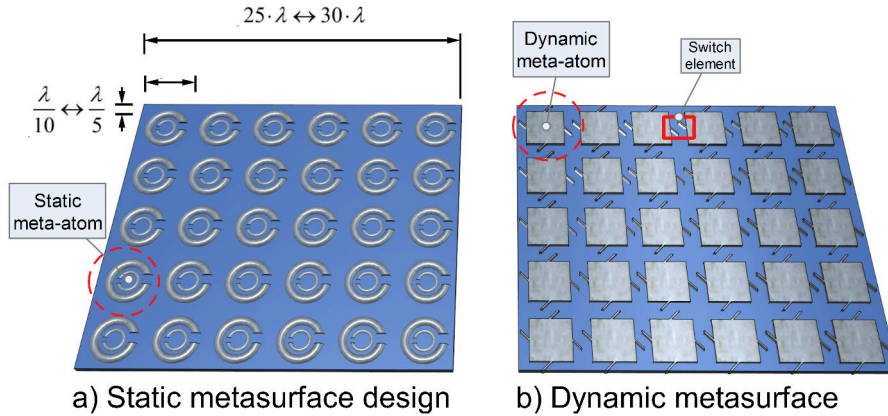 25·λ ↔ 30·λ
λ/10 ↔ λ/5
Static
meta-atom
a) Static metasurface design
Dynamic
meta-atom
Switch
element
b) Dynamic metasurface